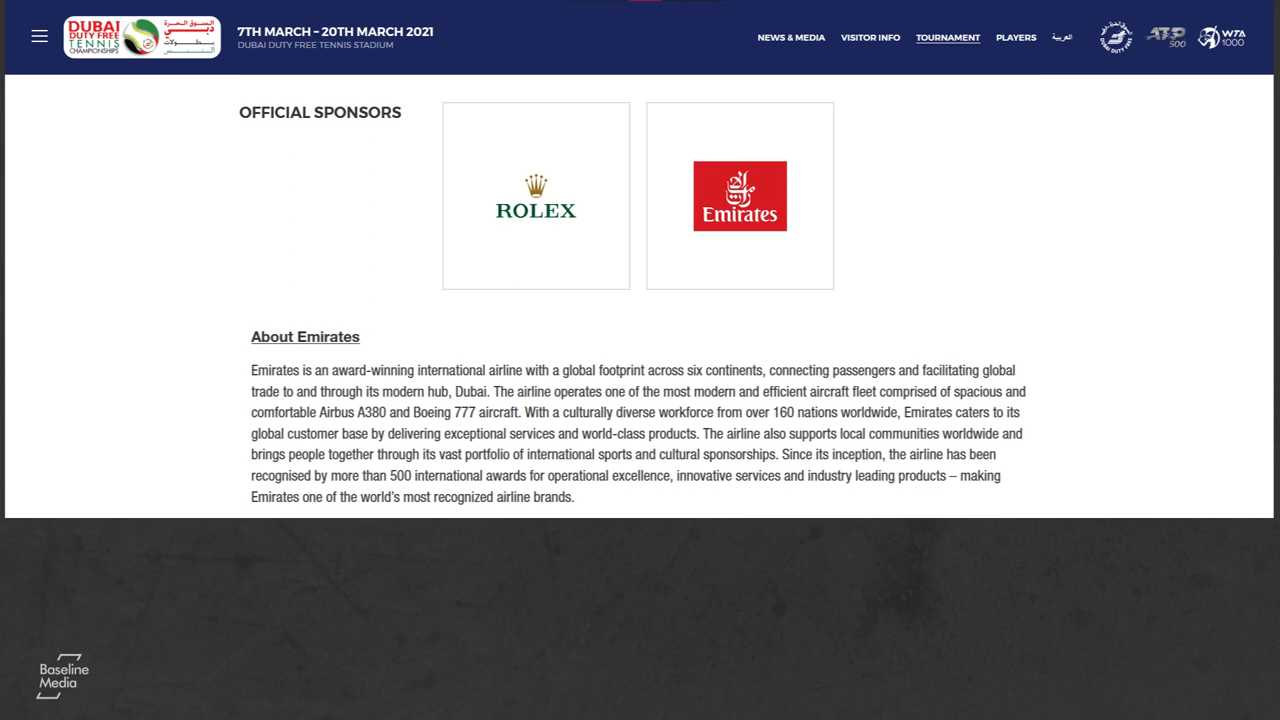 DUBAI
DUTY FREE
TENNIS
CHAMPIONSHIPS
السوق الحرة
دبي
بـطـــولات
التنـــــس
7TH MARCH – 20TH MARCH 2021
DUBAI DUTY FREE TENNIS STADIUM
NEWS & MEDIA
VISITOR INFO
TOURNAMENT
PLAYERS
العربية
DUBAI DUTY FREE
ATP
500
WTA
1000
OFFICIAL SPONSORS
ROLEX
Emirates
About Emirates
Emirates is an award-winning international airline with a global footprint across six continents, connecting passengers and facilitating global
trade to and through its modern hub, Dubai. The airline operates one of the most modern and efficient aircraft fleet comprised of spacious and
comfortable Airbus A380 and Boeing 777 aircraft. With a culturally diverse workforce from over 160 nations worldwide, Emirates caters to its
global customer base by delivering exceptional services and world-class products. The airline also supports local communities worldwide and
brings people together through its vast portfolio of international sports and cultural sponsorships. Since its inception, the airline has been
recognised by more than 500 international awards for operational excellence, innovative services and industry leading products – making
Emirates one of the world's most recognized airline brands.
Baseline
Media